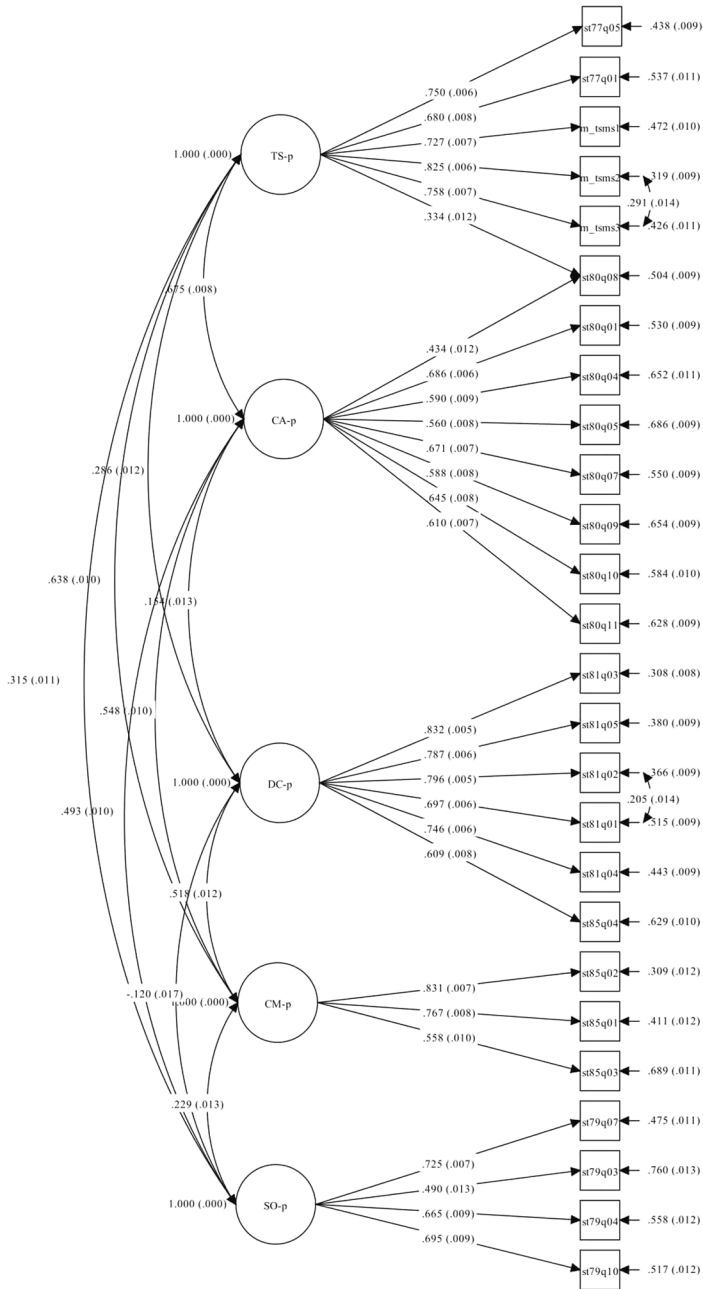 st77q05
.438 (.009)
st77q01
.537 (.011)
.750 (.006)
.680 (.008)
m_tsms1
.472 (.010)
.727 (.007)
1.000 (.000)
TS-p
.825 (.006)
m_tsms2
.319 (.009)
.758 (.007)
.291 (.014)
.334 (.012)
m_tsms3
.426 (.011)
st80q08
.504 (.009)
.675 (.008)
st80q01
.530 (.009)
.434 (.012)
.686 (.006)
st80q04
.652 (.011)
.590 (.009)
1.000 (.000)
CA-p
.560 (.008)
st80q05
.686 (.009)
.671 (.007)
.286 (.012)
.588 (.008)
st80q07
.550 (.009)
.645 (.008)
.610 (.007)
st80q09
.654 (.009)
.638 (.010)
st80q10
.584 (.010)
.154 (.013)
st80q11
.628 (.009)
.315 (.011)
st81q03
.308 (.008)
.548 (.010)
.832 (.005)
st81q05
.380 (.009)
.787 (.006)
1.000 (.000)
DC-p
.796 (.005)
st81q02
.366 (.009)
.205 (.014)
.493 (.010)
.697 (.006)
st81q01
.515 (.009)
.746 (.006)
.609 (.008)
st81q04
.443 (.009)
.518 (.012)
st85q04
.629 (.010)
st85q02
.309 (.012)
-.120 (.017)
.831 (.007)
1.000 (.000)
CM-p
.767 (.008)
st85q01
.411 (.012)
.558 (.010)
st85q03
.689 (.011)
.229 (.013)
st79q07
.475 (.011)
.725 (.007)
st79q03
.760 (.013)
.490 (.013)
1.000 (.000)
SO-p
.665 (.009)
st79q04
.558 (.012)
.695 (.009)
st79q10
.517 (.012)